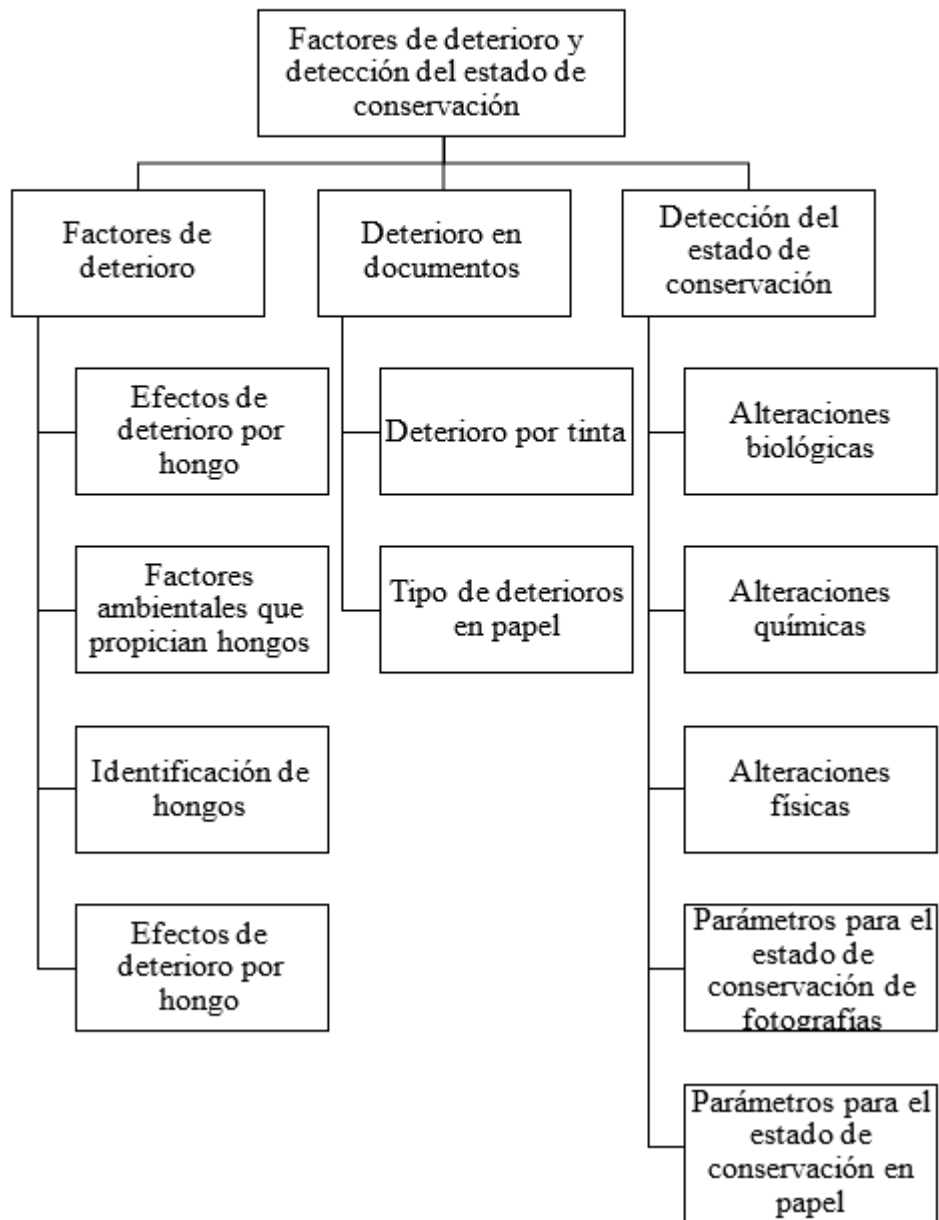 Factores de deterioro y
detección del estado de
conservación
Factores de
deterioro
Efectos de
deterioro por
hongo
Factores
ambientales que
propician hongos
Identificación de
hongos
Efectos de
deterioro por
hongo
Deterioro en
documentos
Deterioro por tinta
Tipo de deterioros
en papel
Detección del
estado de
conservación
Alteraciones
biológicas
Alteraciones
químicas
Alteraciones
físicas
Parámetros para el
estado de
conservación de
fotografías
Parámetros para el
estado de
conservación en
papel